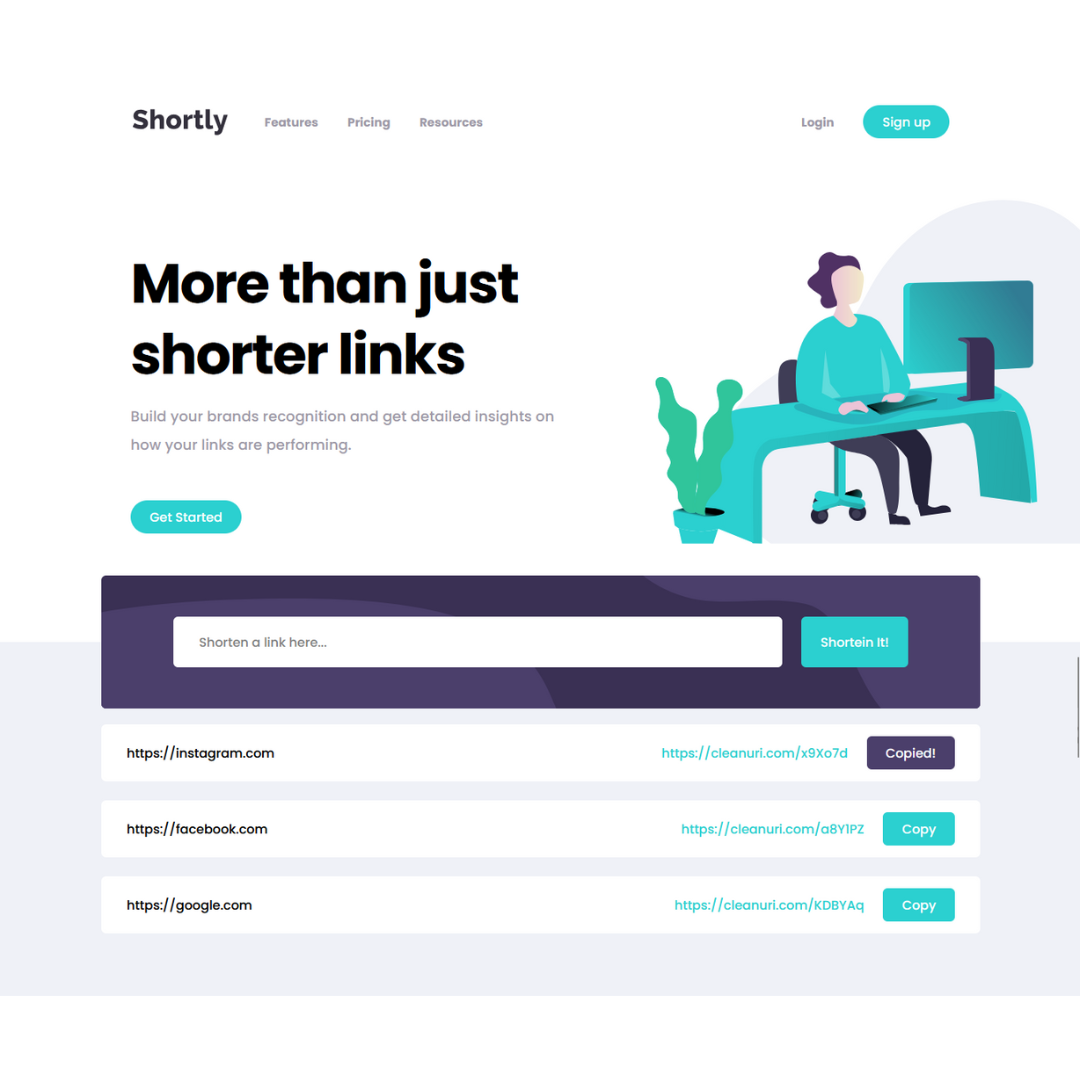 Shortly Features Pricing Resources Login Sign up
More than just
shorter links
Build your brands recognition and get detailed insights on
how your links are performing.
Get Started
Shorten a link here... Shortein It!
https://instagram.com https://cleanuri.com/x9Xo7d Copied!
https://facebook.com https://cleanuri.com/a8Y1PZ Copy
https://google.com https://cleanuri.com/KDBYAq Copy